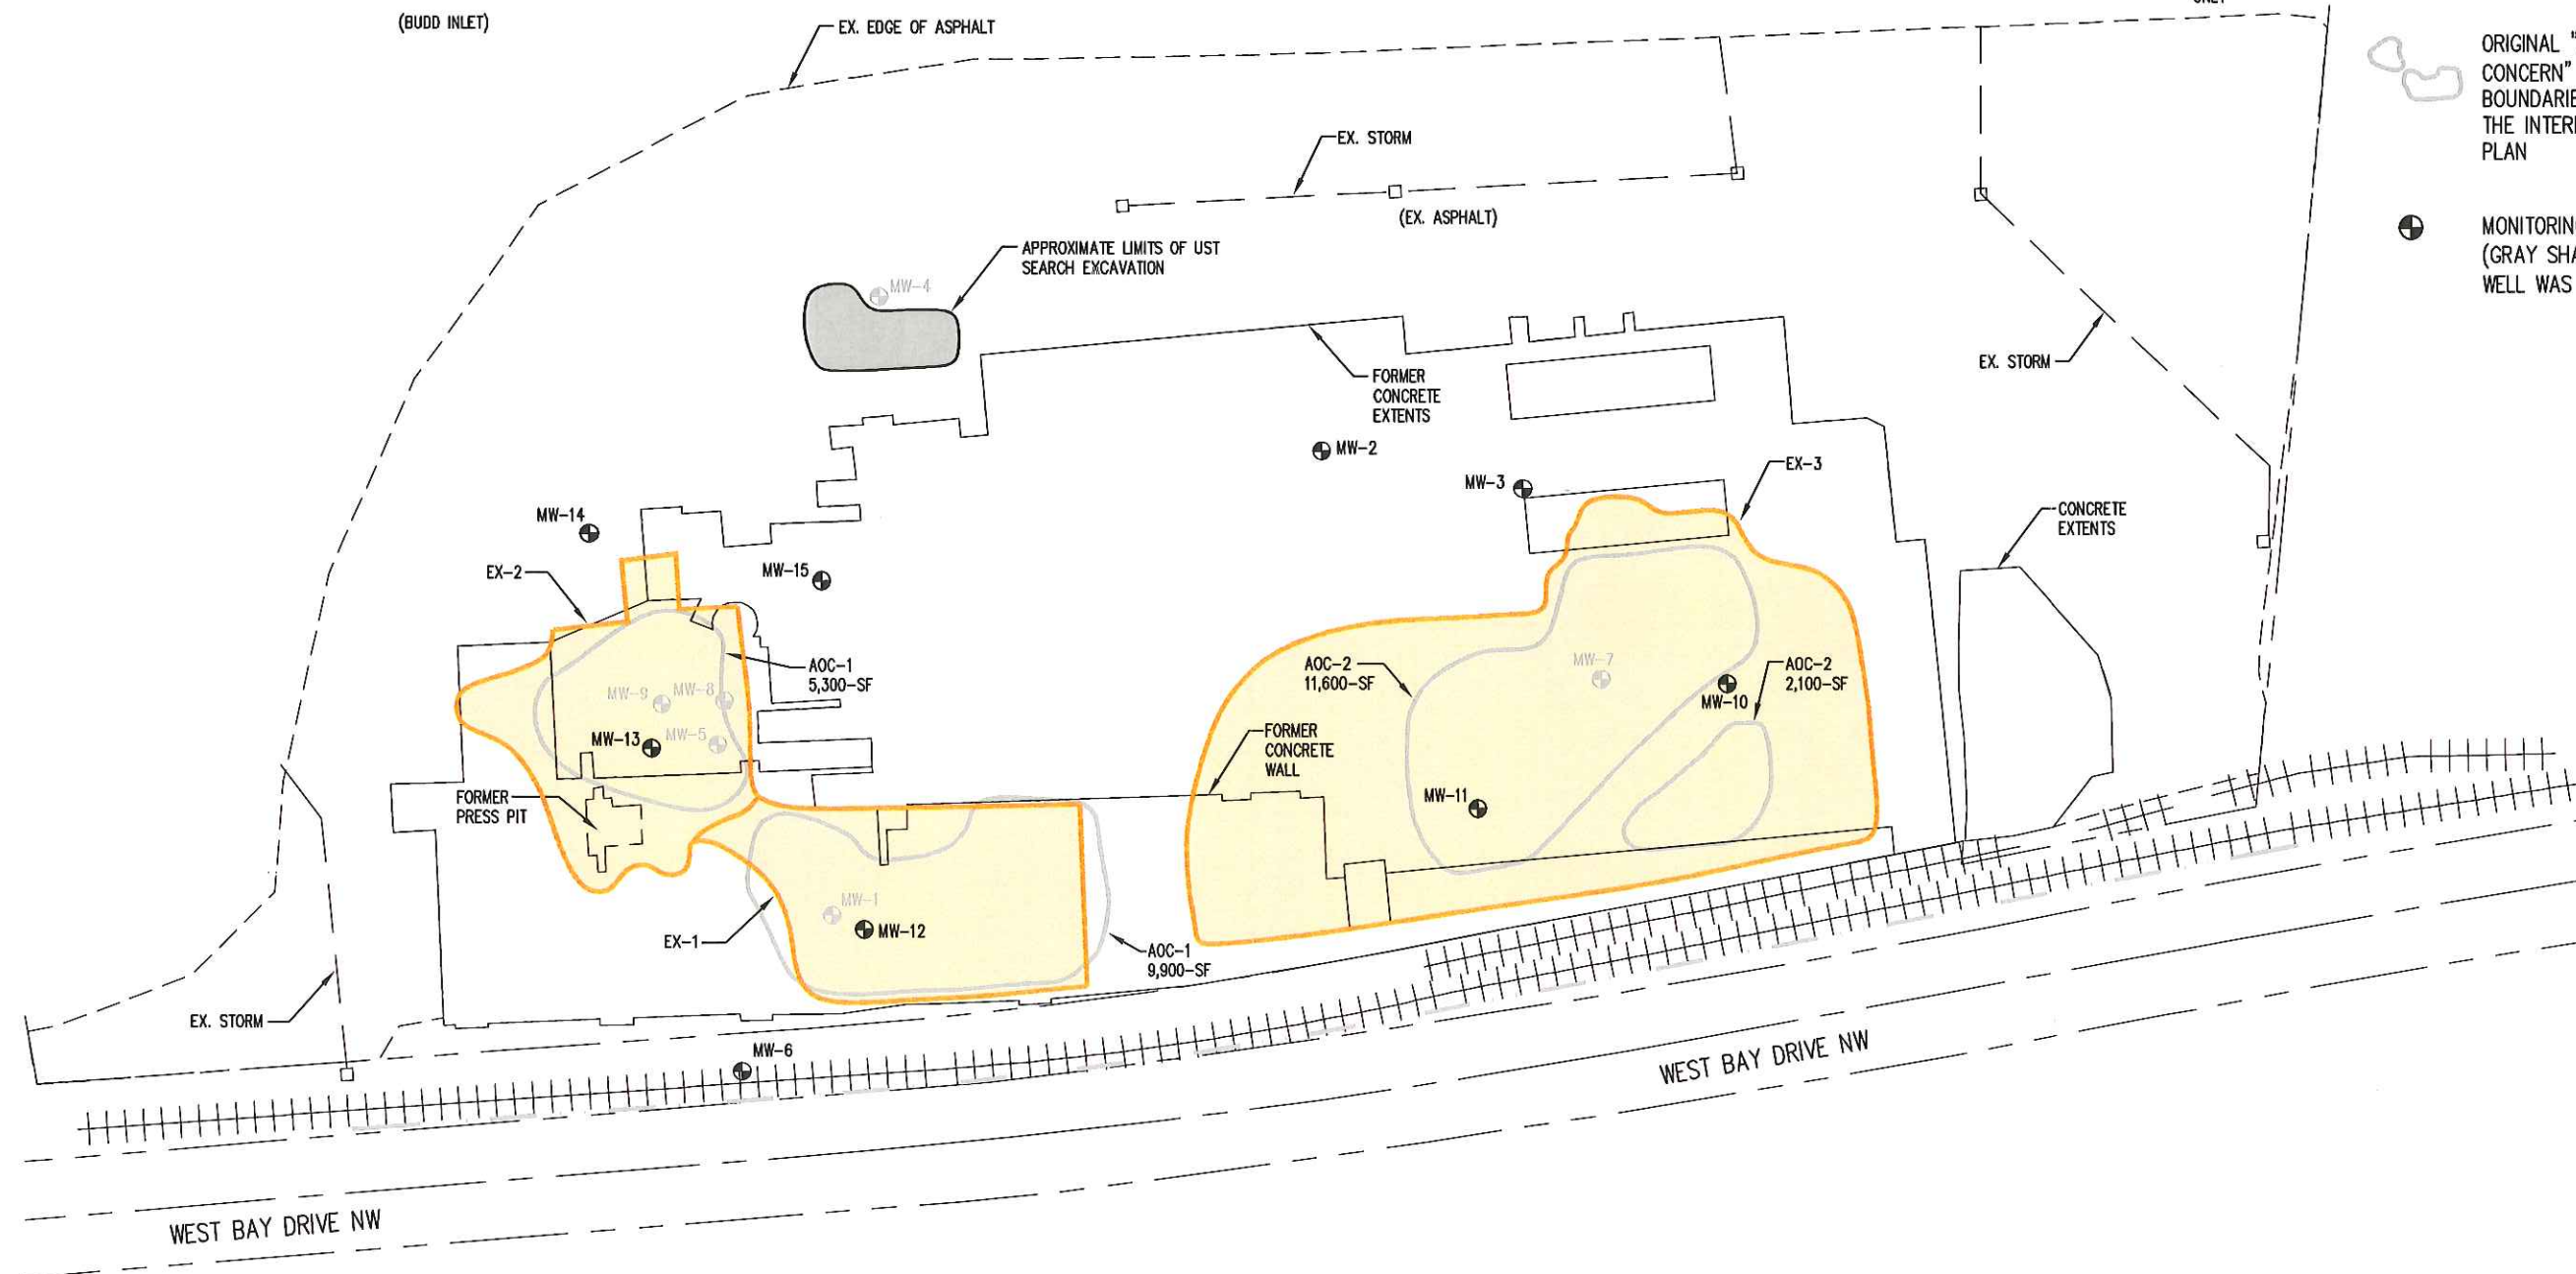 (BUDD INLET)
EX. EDGE OF ASPHALT
ORIGINAL
CONCERN"
THE
PLAN
EX. STORM
(EX. ASPHALT)
(GRAY
WELL WAS
APPROXIMATE LIMITS OF UST
SEARCH EXCAVATION
MW-4
EX. STORM
FORMER
CONCRETE
EXTENTS
MW-2
EX-3
MW-3
CONCRETE
EXTENTS
MW-14
EX-2
MW-15
AOC-1
5,300-SF
MW-9
MW-8
MW-13
MW-5
AOC-2
11,600-SF
MW-7
AOC-2
2,100-SF
MW-10
FORMER
CONCRETE
WALL
FORMER
PRESS PIT
MW-11
MW-1
MW-12
EX-1
AOC-1
9,900-SF
EX. STORM
MW-6
WEST BAY DRIVE NW
WEST BAY DRIVE NW